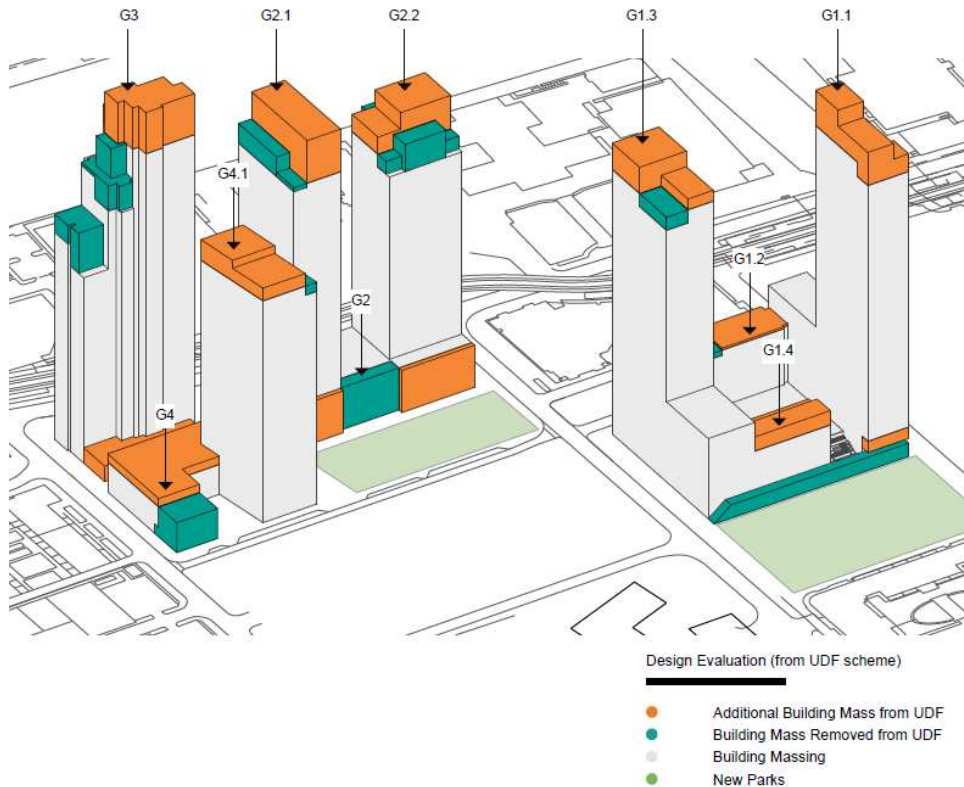 G3
G2.1
G2.2
G1.3
G1.1
G4.1
G1.2
G2
G1.4
G4
Design Evaluation (from UDF scheme)
Additional Building Mass from UDF
Building Mass Removed from UDF
Building Massing
New Parks